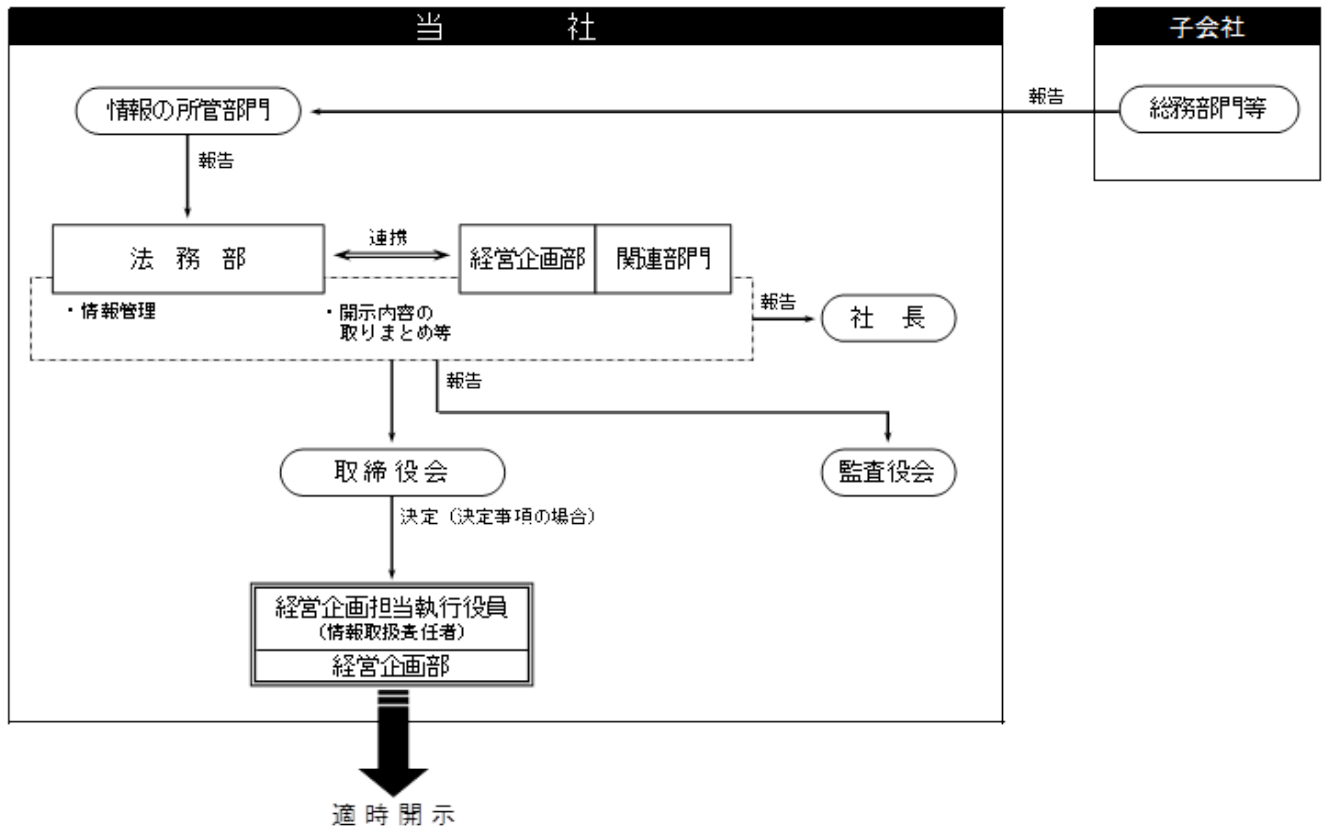 当 社
子会社
情報の所管部門
報告
総務部門等
報告
法務部
連携
経営企画部
関連部門
・情報管理
・開示内容の
取りまとめ等
報告
社長
報告
取締役会
監査役会
決定（決定事項の場合）
経営企画担当執行役員
（情報取扱責任者）
経営企画部
適時開示